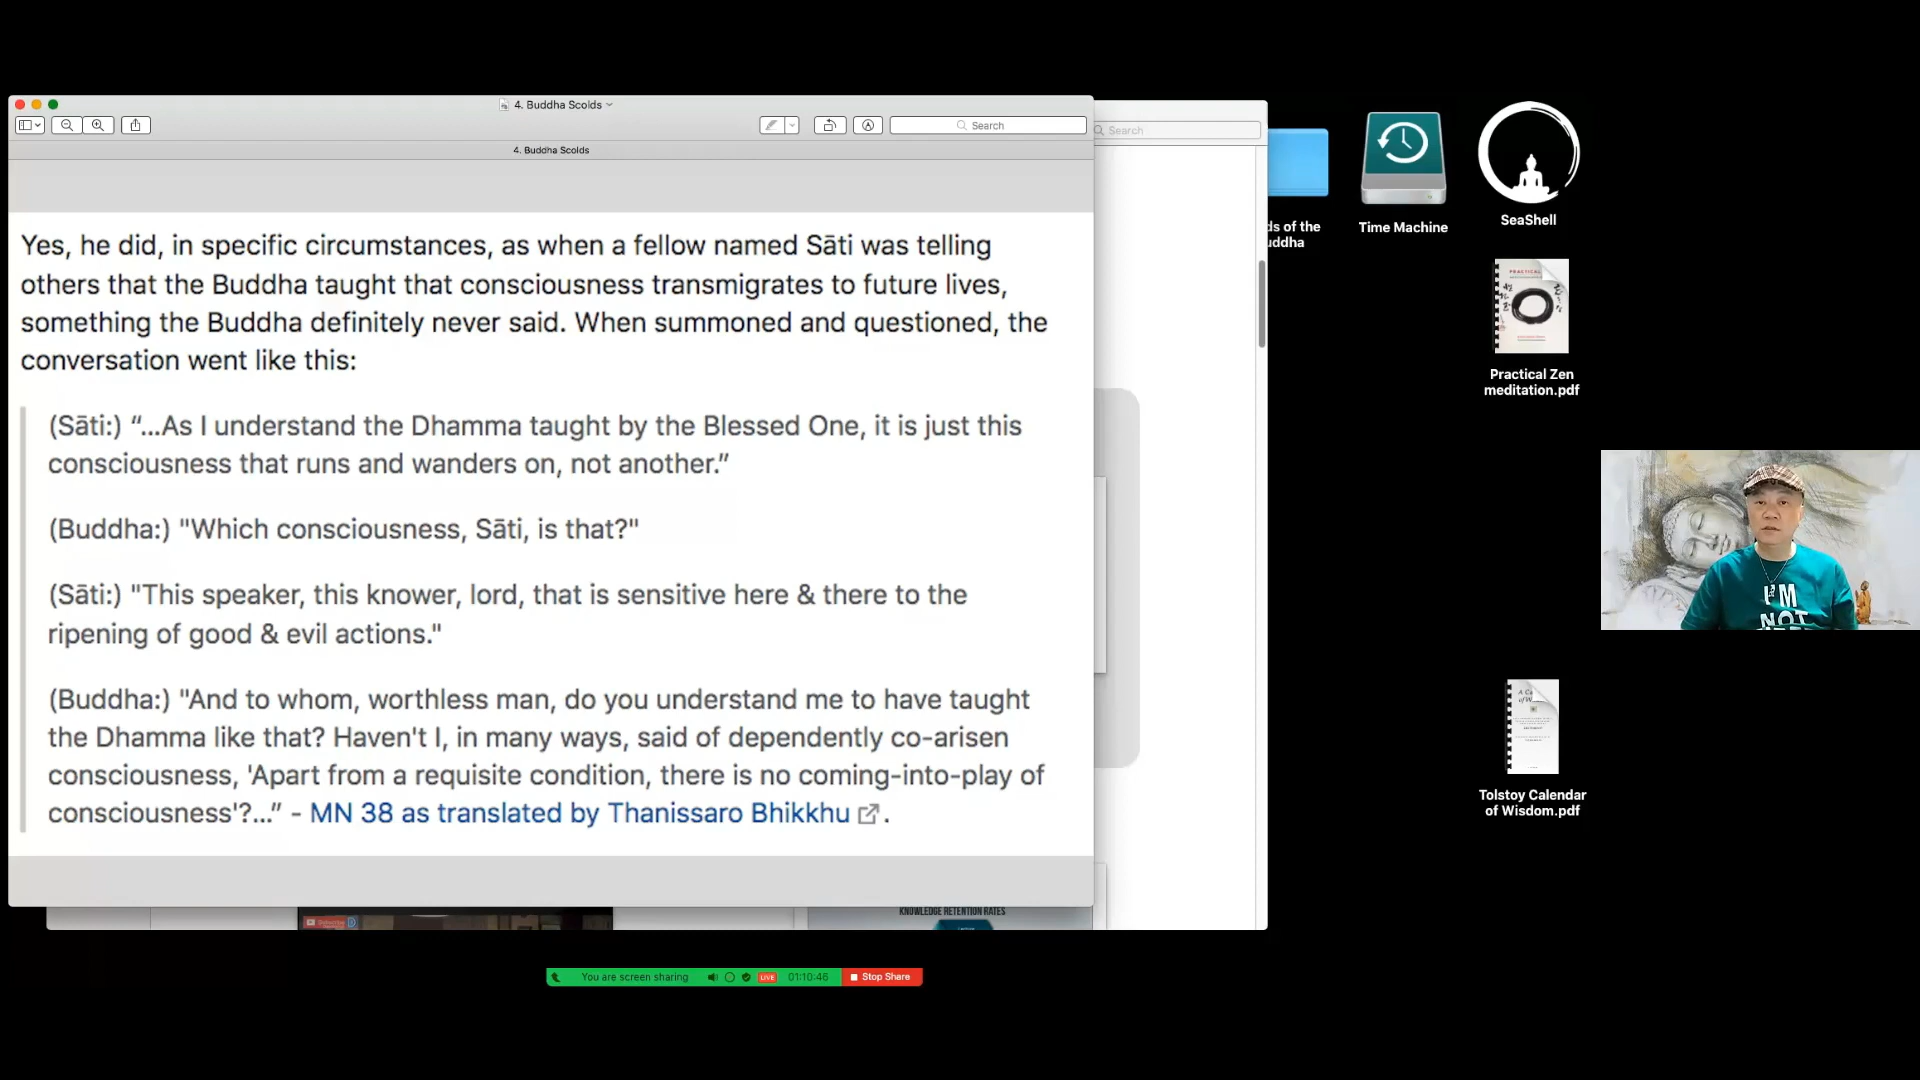 4. Buddha Scolds
Search
4. Buddha Scolds
Yes, he did, in specific circumstances, as when a fellow named Sāti was telling
others that the Buddha taught that consciousness transmigrates to future lives,
something the Buddha definitely never said. When summoned and questioned, the
conversation went like this:
(Sāti:) “...As I understand the Dhamma taught by the Blessed One, it is just this
consciousness that runs and wanders on, not another.”
(Buddha:) "Which consciousness, Sāti, is that?"
(Sāti:) "This speaker, this knower, lord, that is sensitive here & there to the
ripening of good & evil actions."
(Buddha:) "And to whom, worthless man, do you understand me to have taught
the Dhamma like that? Haven't I, in many ways, said of dependently co-arisen
consciousness, 'Apart from a requisite condition, there is no coming-into-play of
consciousness'?...” - MN 38 as translated by Thanissaro Bhikkhu.
Search
ds of the
uddha
Time Machine
SeaShell
PRACTICAL
Practical Zen
meditation.pdf
I'M
NOT
Tolstoy Calendar
of Wisdom.pdf
KNOWLEDGE RETENTION RATES
You are screen sharing
LIVE
01:10:46
Stop Share